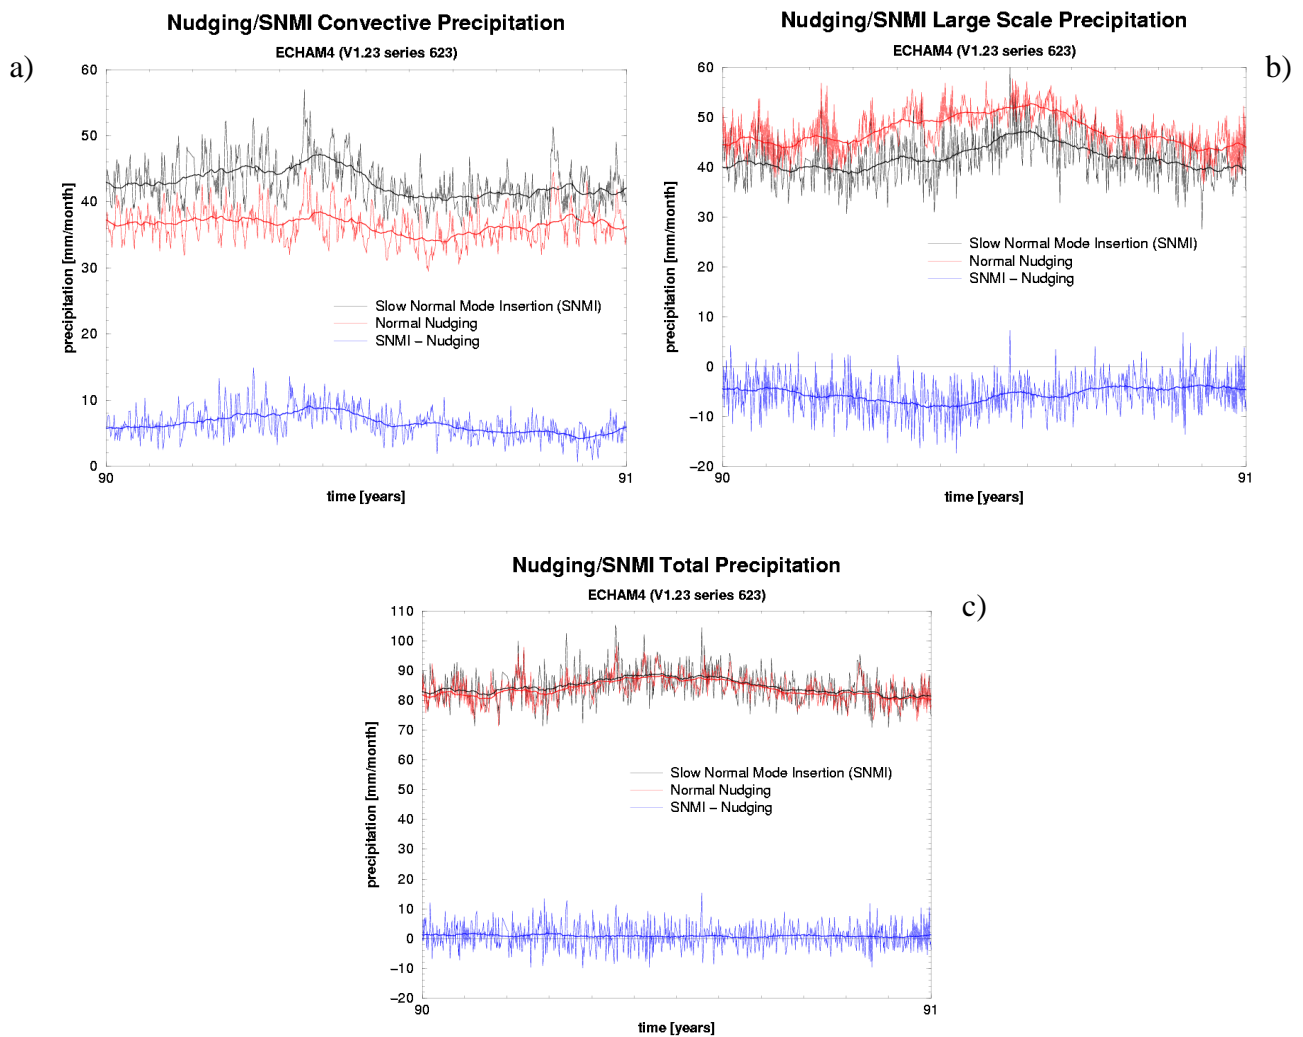 Nudging/SNMI Convective Precipitation
ECHAM4 (V1.23 series 623)
a)
60
50
40
30
20
10
0
precipitation [mm/month]
Slow Normal Mode Insertion (SNMI)
Normal Nudging
SNMI – Nudging
90
91
time [years]
Nudging/SNMI Large Scale Precipitation
ECHAM4 (V1.23 series 623)
b)
60
50
40
30
20
10
0
−10
−20
precipitation [mm/month]
Slow Normal Mode Insertion (SNMI)
Normal Nudging
SNMI – Nudging
90
91
time [years]
Nudging/SNMI Total Precipitation
ECHAM4 (V1.23 series 623)
c)
110
100
90
80
70
60
50
40
30
20
10
0
−10
−20
precipitation [mm/month]
Slow Normal Mode Insertion (SNMI)
Normal Nudging
SNMI – Nudging
90
91
time [years]